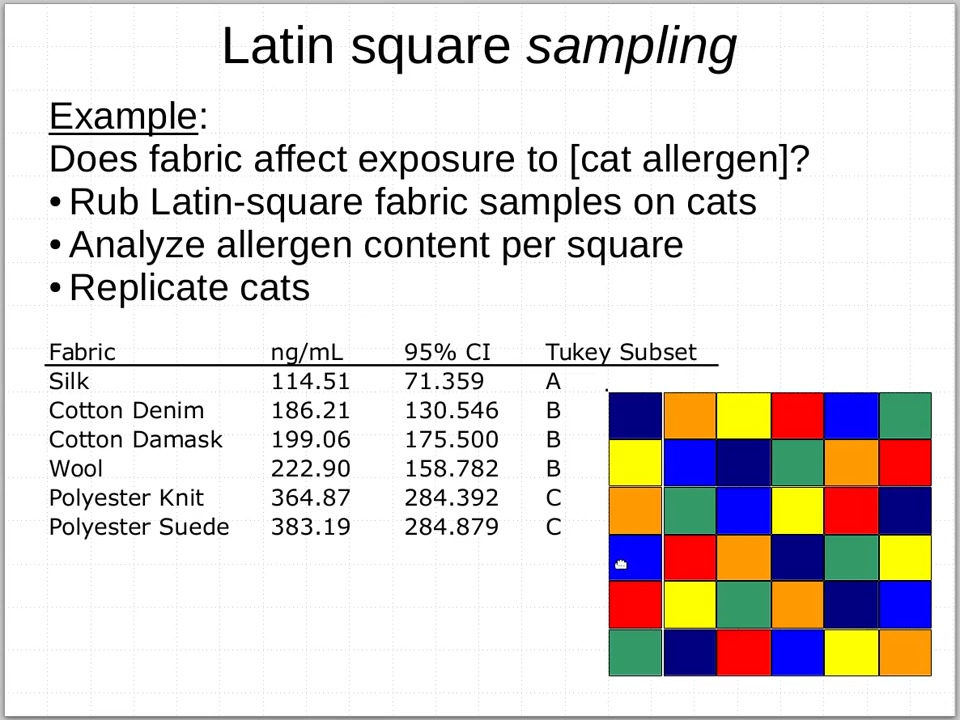 Latin square sampling
Example:
Does fabric affect exposure to [cat allergen]?
• Rub Latin-square fabric samples on cats
• Analyze allergen content per square
• Replicate cats
Fabric ng/mL 95% CI Tukey Subset
Silk 114.51 71.359 A .
Cotton Denim 186.21 130.546 B
Cotton Damask 199.06 175.500 B
Wool 222.90 158.782 B
Polyester Knit 364.87 284.392 C
Polyester Suede 383.19 284.879 C